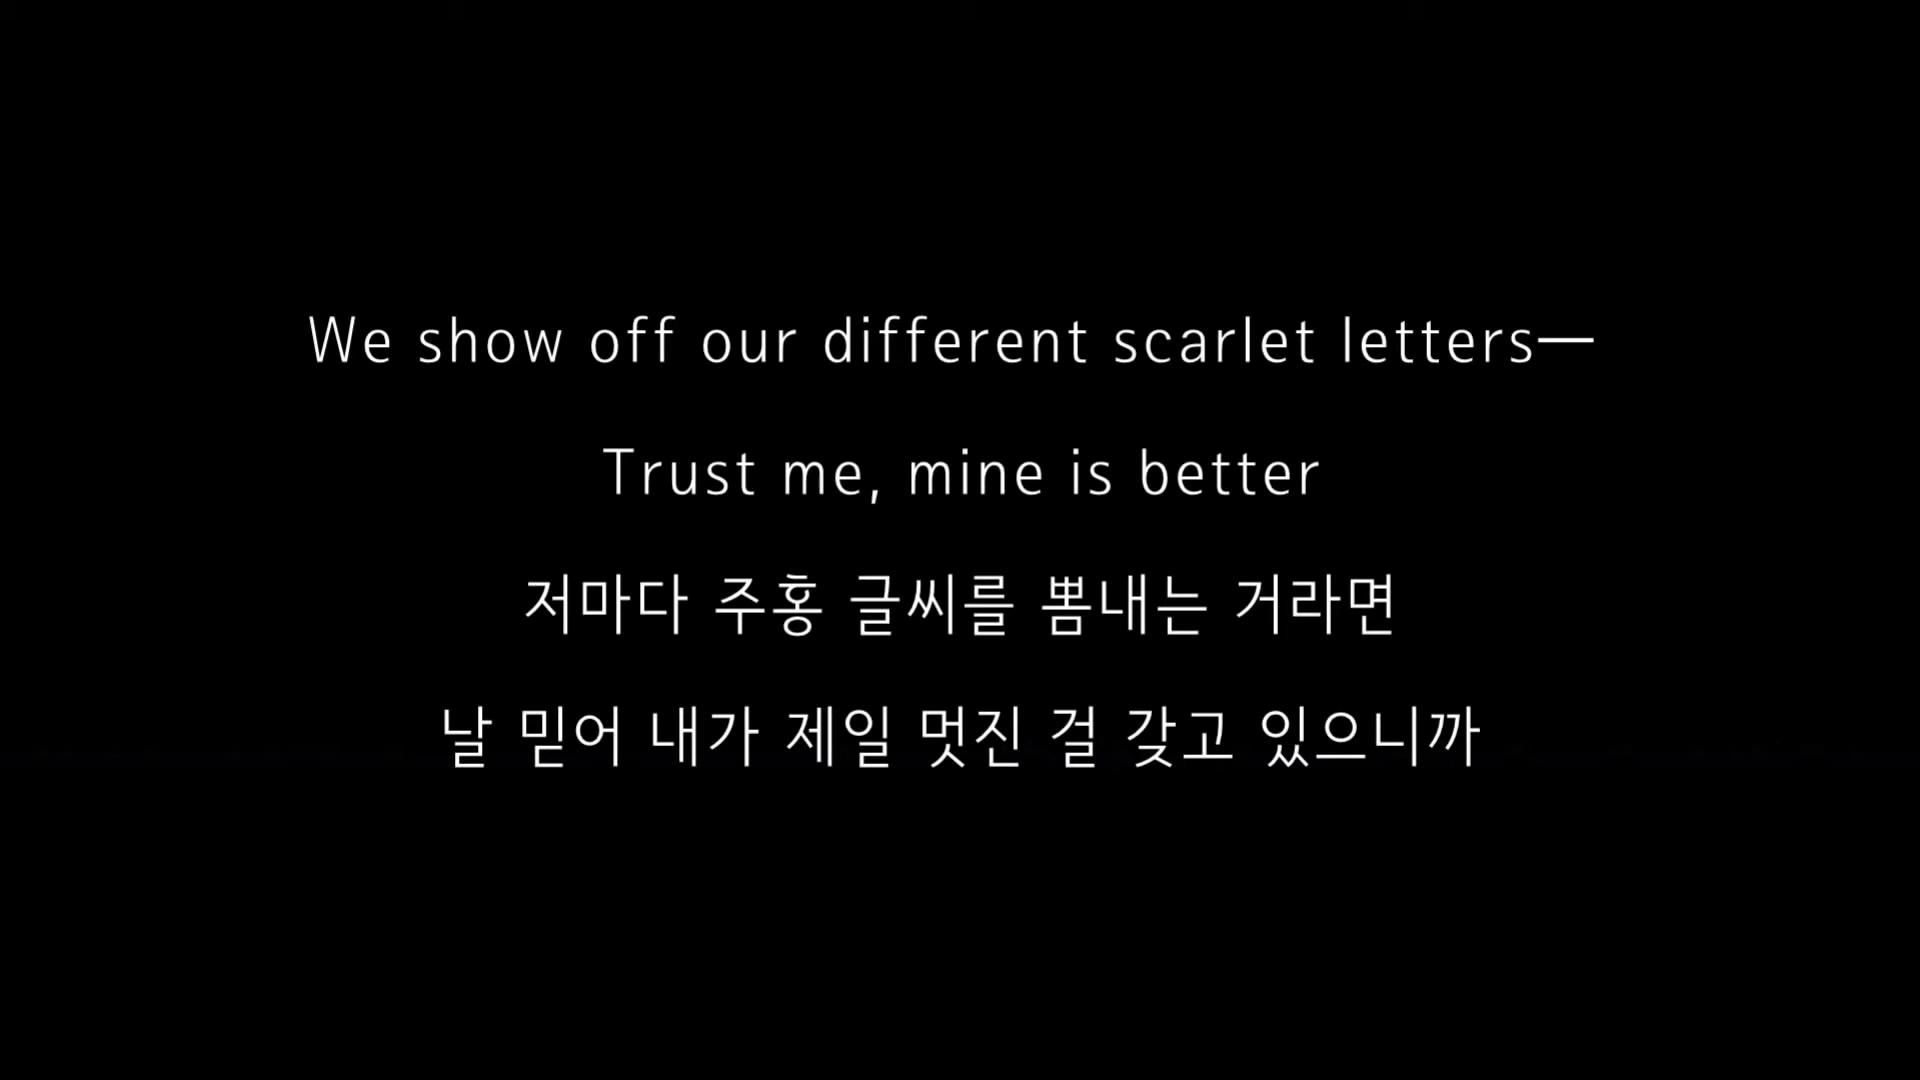 We show off our different scarlet letters—
Trust me, mine is better
저마다 주홍 글씨를 뽐내는 거라면
날 믿어 내가 제일 멋진 걸 갖고 있으니까